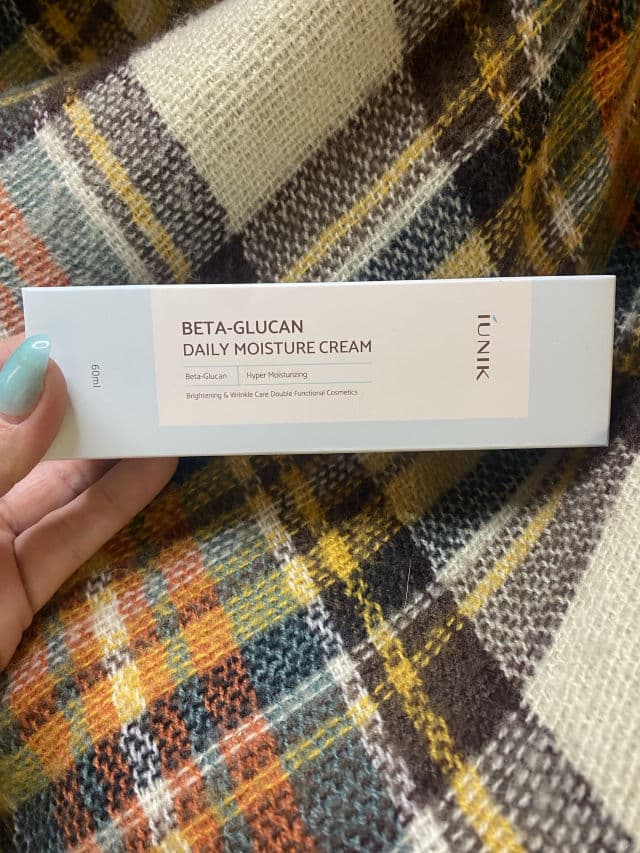 BETA-GLUCAN
DAILY MOISTURE CREAM
Beta-Glucan Hyper Moisturizing
Brightening & Wrinkle Care Double Functional Cosmetics
60ml
IUNIK